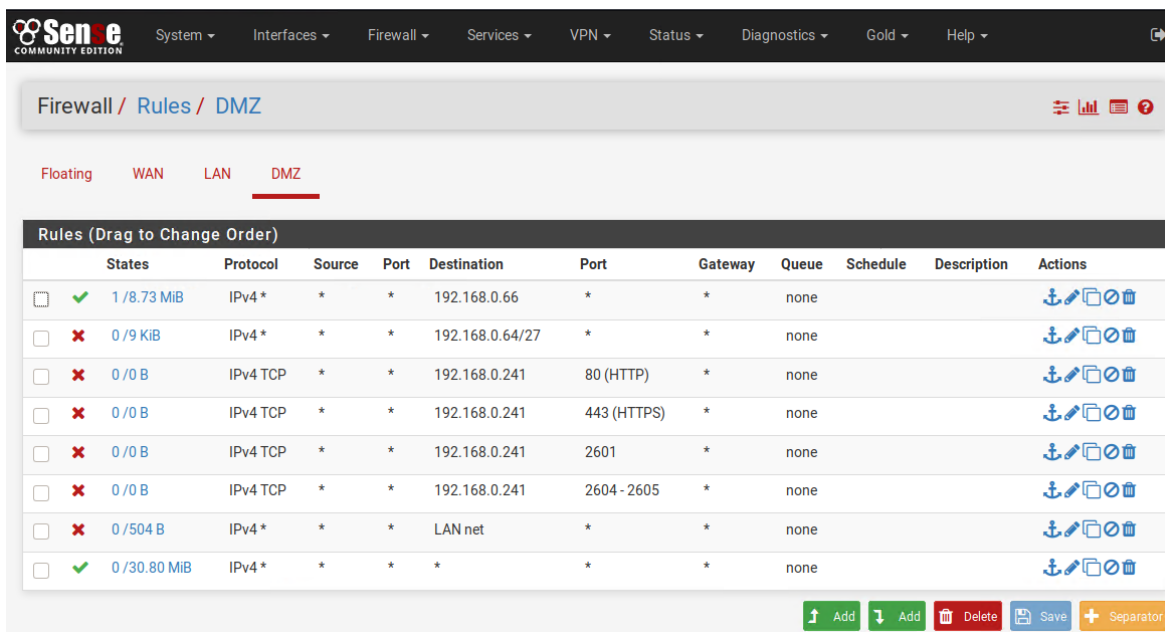 Sense System Interfaces Firewall Services VPN Status Diagnostics Gold Help
COMMUNITY EDITION
Firewall / Rules / DMZ
Floating WAN LAN DMZ
Rules (Drag to Change Order)
States Protocol Source Port Destination Port Gateway Queue Schedule Description Actions
1 /8.73 MiB IPv4 * * * 192.168.0.66 * * none
0 /9 KiB IPv4 * * * 192.168.0.64/27 * * none
0 /0 B IPv4 TCP * * 192.168.0.241 80 (HTTP) * none
0 /0 B IPv4 TCP * * 192.168.0.241 443 (HTTPS) * none
0 /0 B IPv4 TCP * * 192.168.0.241 2601 * none
0 /0 B IPv4 TCP * * 192.168.0.241 2604 - 2605 * none
0 /504 B IPv4 * * * LAN net * * none
0 /30.80 MiB IPv4 * * * * * * none
Add Add Delete Save Separator